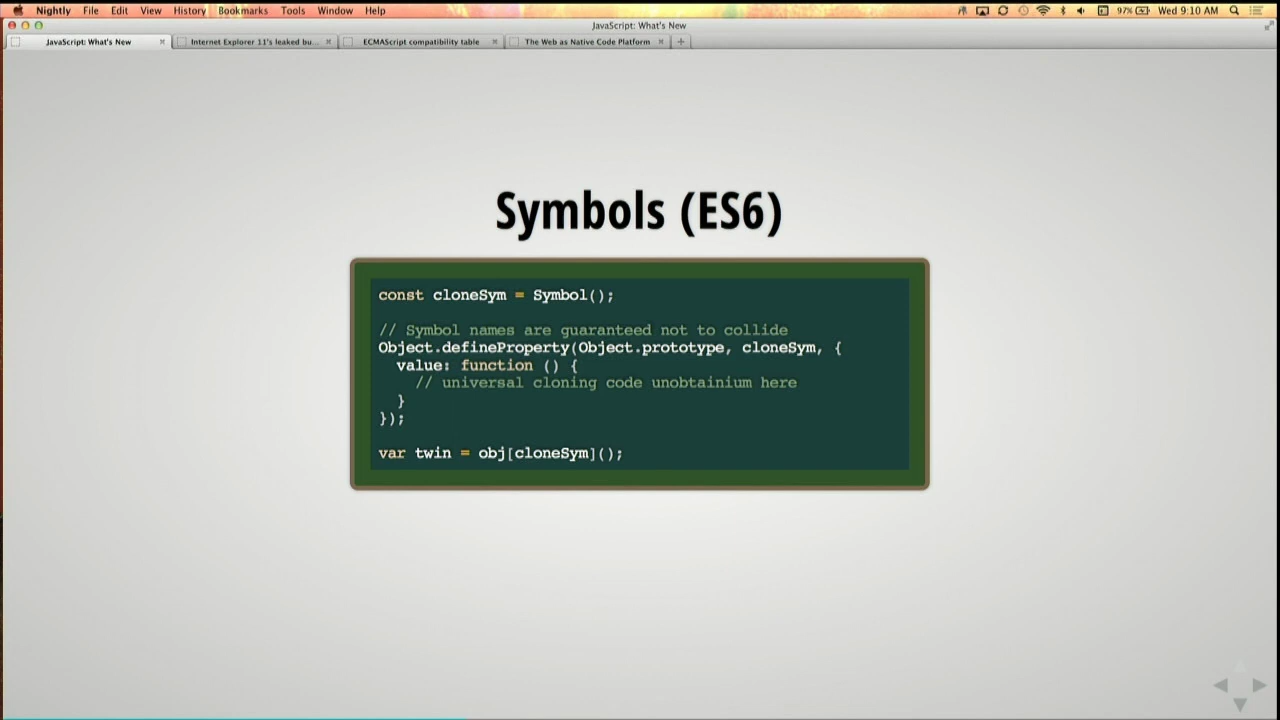 Nightly File Edit View History Bookmarks Tools Window Help 97% Wed 9:10 AM
JavaScript: What's New
JavaScript: What's New Internet Explorer 11's leaked bu... ECMAScript compatibility table The Web as Native Code Platform
Symbols (ES6)
const cloneSym = Symbol();
// Symbol names are guaranteed not to collide
Object.defineProperty(Object.prototype, cloneSym, {
value: function () {
// universal cloning code unobtainium here
}
});
var twin = obj[cloneSym]();